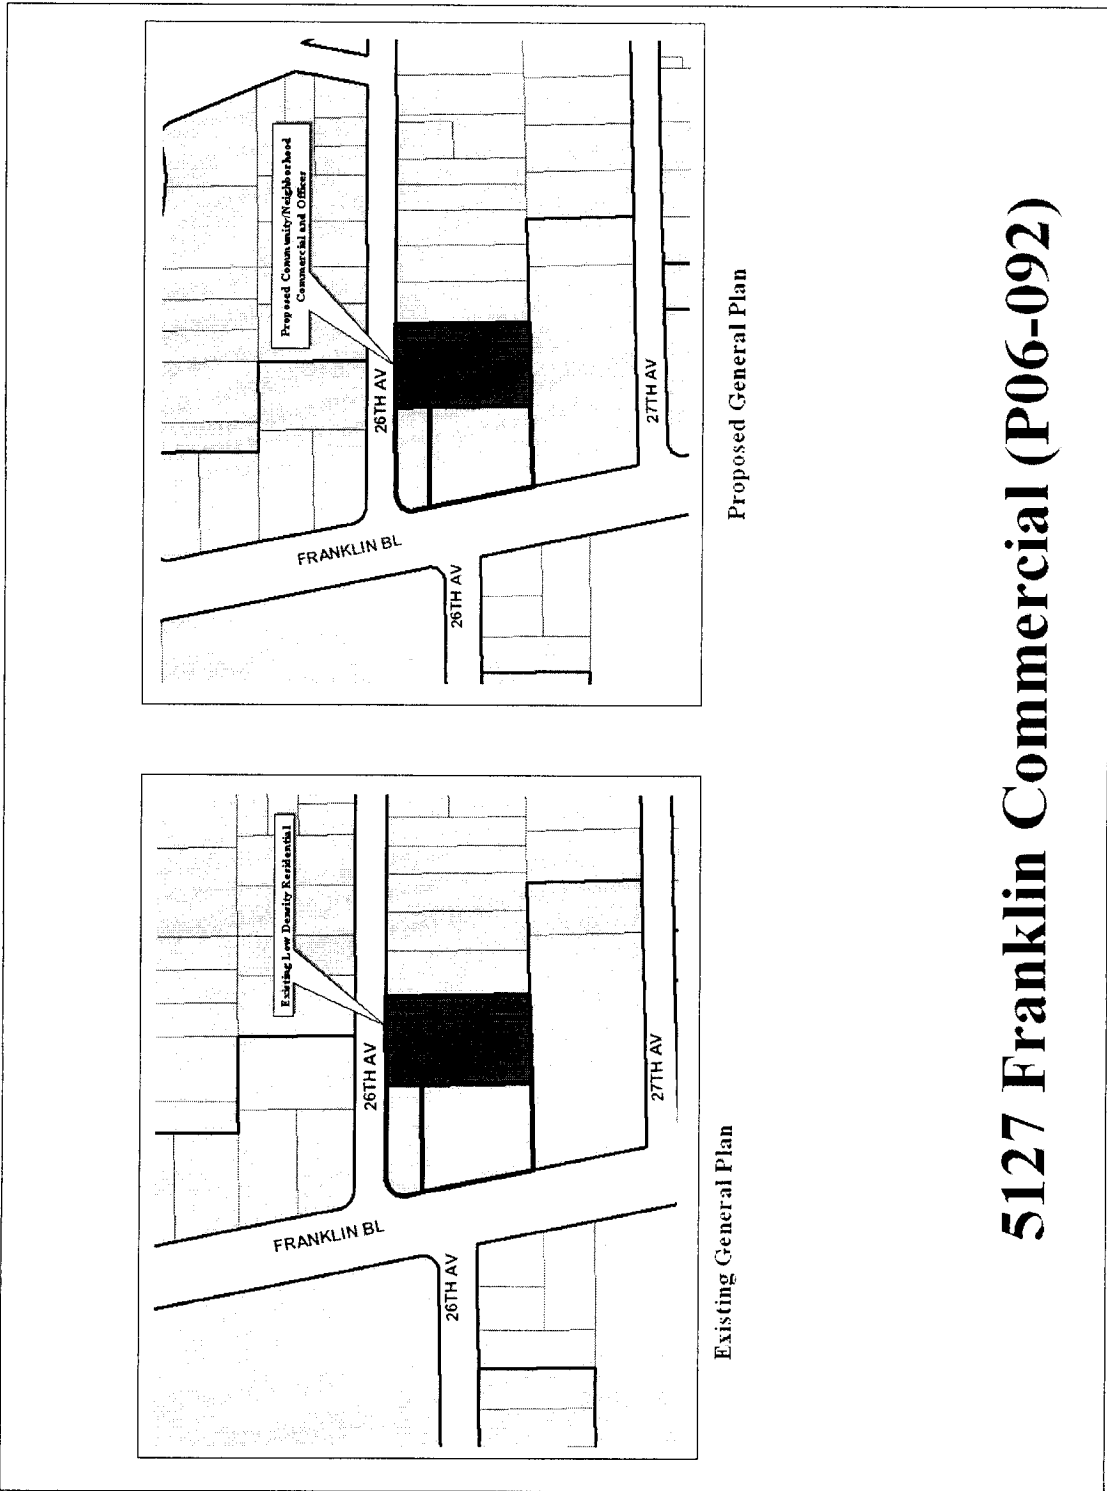 Existing Low Density Residential
26TH AV
FRANKLIN BL
26TH AV
27TH AV
Existing General Plan
Proposed Community/Neighborhood
Commercial and Offices
26TH AV
FRANKLIN BL
26TH AV
27TH AV
Proposed General Plan
5127 Franklin Commercial (P06-092)